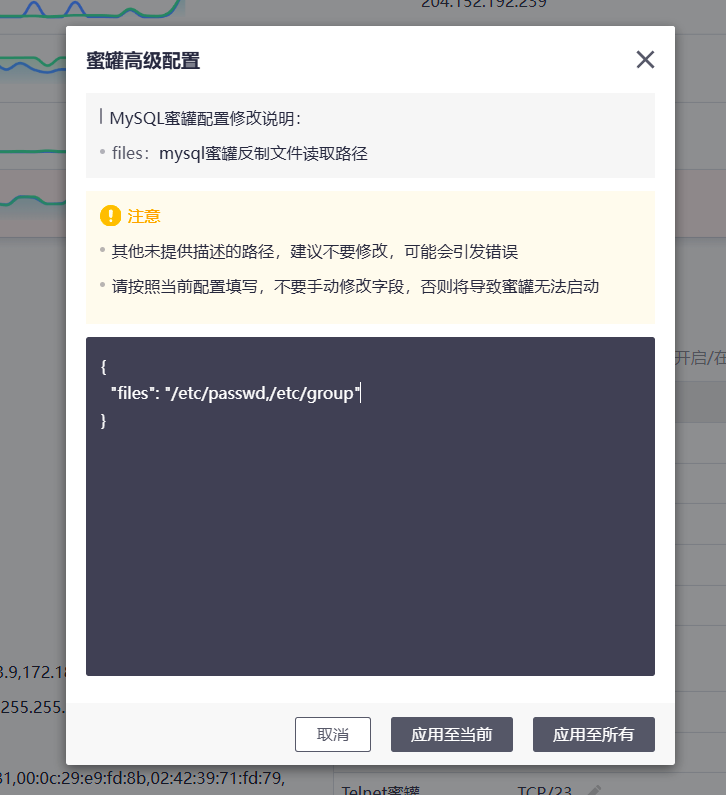 204.152.192.239
蜜罐高级配置
MySQL蜜罐配置修改说明：
files：mysql蜜罐反制文件读取路径
注意
其他未提供描述的路径，建议不要修改，可能会引发错误
请按照当前配置填写，不要手动修改字段，否则将导致蜜罐无法启动
开启/在
{
"files": "/etc/passwd,/etc/group"
}
3.9,172.18
255.255.
取消 应用至当前 应用至所有
31,00:0c:29:e9:fd:8b,02:42:39:71:fd:79,
Telnet蜜罐 TCP/23